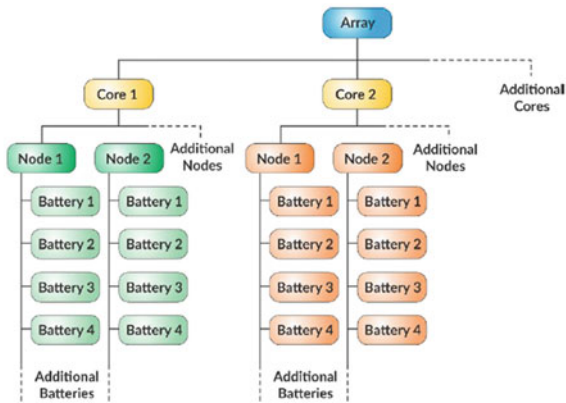 Array
Additional
Cores
Core 1
Core 2
Additional
Nodes
Additional
Nodes
Node 1
Node 2
Node 1
Node 2
Battery 1
Battery 1
Battery 1
Battery 1
Battery 2
Battery 2
Battery 2
Battery 2
Battery 3
Battery 3
Battery 3
Battery 3
Battery 4
Battery 4
Battery 4
Battery 4
Additional
Batteries
Additional
Batteries